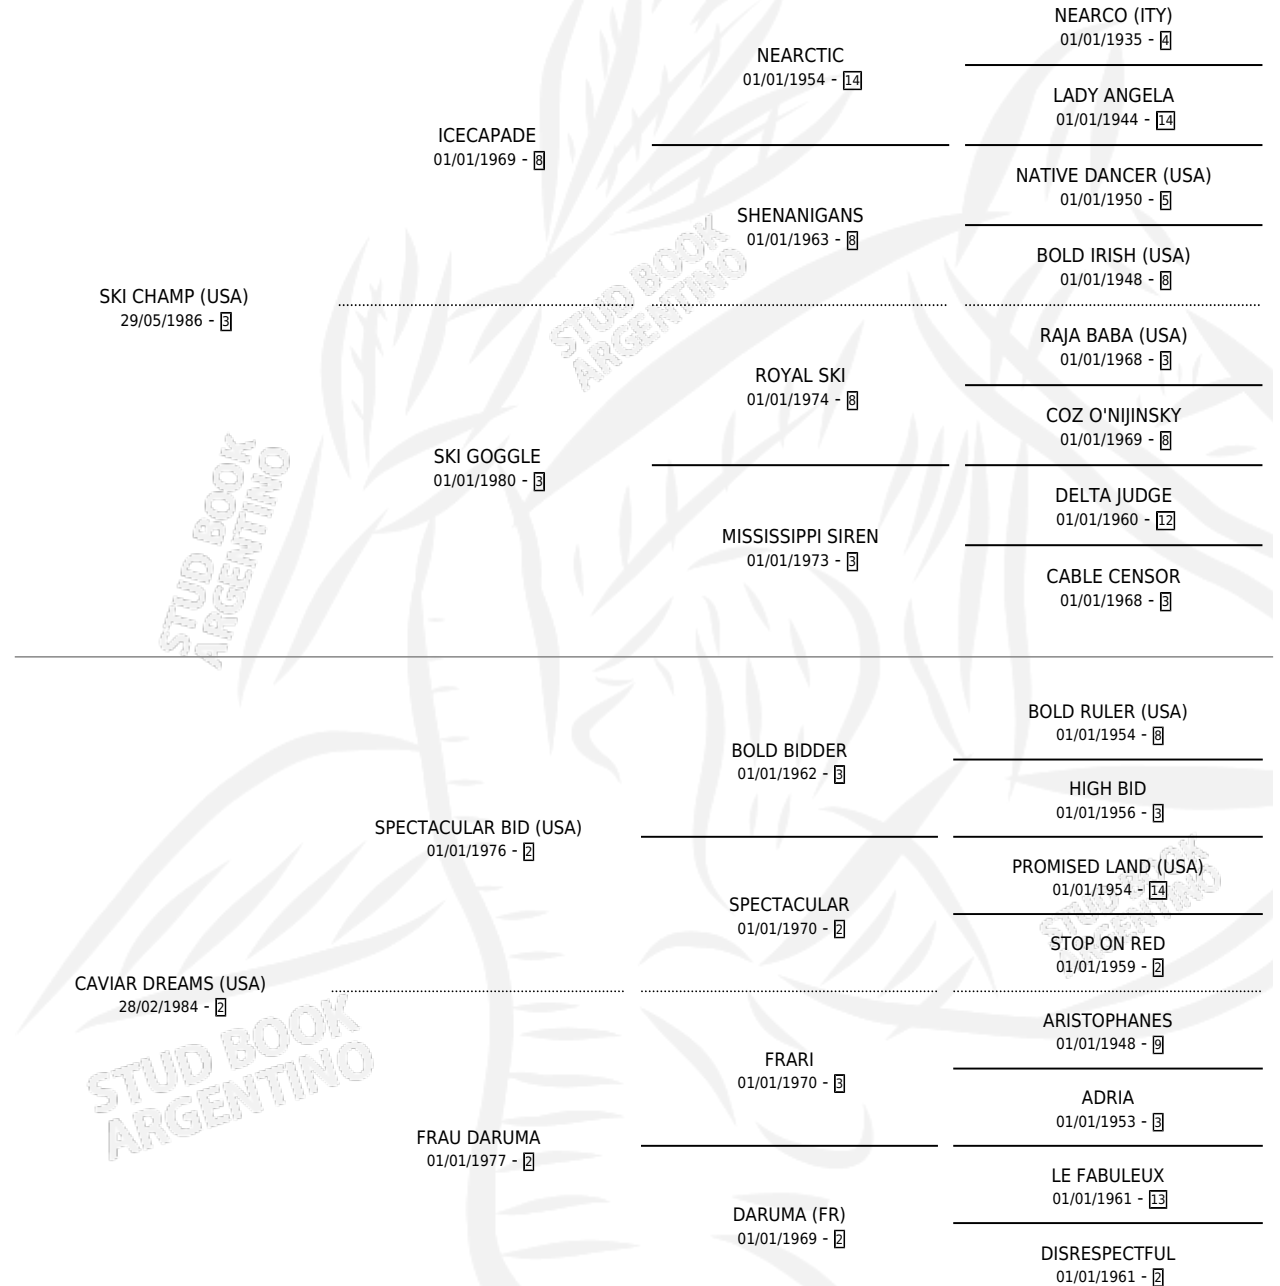 NEARCO (ITY)
01/01/1935 - 4
NEARCTIC
01/01/1954 - 14
LADY ANGELA
01/01/1944 - 14
ICECAPADE
01/01/1969 - 8
NATIVE DANCER (USA)
01/01/1950 - 5
SHENANIGANS
01/01/1963 - 8
BOLD IRISH (USA)
01/01/1948 - 8
SKI CHAMP (USA)
29/05/1986 - 3
RAJA BABA (USA)
01/01/1968 - 3
ROYAL SKI
01/01/1974 - 8
COZ O'NIJINSKY
01/01/1969 - 8
SKI GOGGLE
01/01/1980 - 3
DELTA JUDGE
01/01/1960 - 12
MISSISSIPPI SIREN
01/01/1973 - 3
CABLE CENSOR
01/01/1968 - 3
BOLD RULER (USA)
01/01/1954 - 8
BOLD BIDDER
01/01/1962 - 3
HIGH BID
01/01/1956 - 3
SPECTACULAR BID (USA)
01/01/1976 - 2
PROMISED LAND (USA)
01/01/1954 - 14
SPECTACULAR
01/01/1970 - 2
STOP ON RED
01/01/1959 - 2
CAVIAR DREAMS (USA)
28/02/1984 - 2
ARISTOPHANES
01/01/1948 - 9
FRARI
01/01/1970 - 3
ADRIA
01/01/1953 - 3
FRAU DARUMA
01/01/1977 - 2
LE FABULEUX
01/01/1961 - 13
DARUMA (FR)
01/01/1969 - 2
DISRESPECTFUL
01/01/1961 - 2
STUD BOOK
ARGENTINO
STUD BOOK
ARGENTINO
STUD BOOK
ARGENTINO
STUD BOOK
ARGENTINO